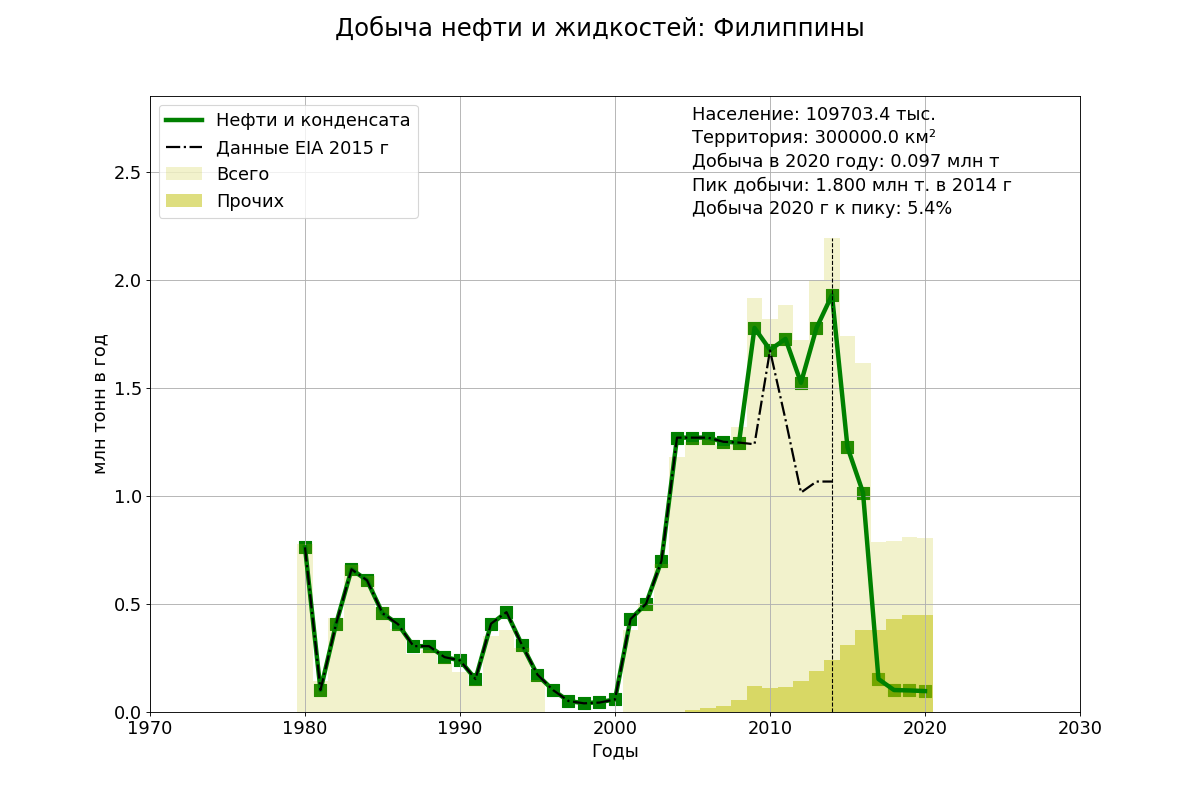 Добыча нефти и жидкостей: Филиппины
Нефти и конденсата
Данные EIA 2015 г
Всего
Прочих
Население: 109703.4 тыс.
Территория: 300000.0 км²
Добыча в 2020 году: 0.097 млн т
Пик добычи: 1.800 млн т. в 2014 г
Добыча 2020 г к пику: 5.4%
млн тонн в год
2.5
2.0
1.5
1.0
0.5
0.0
1970 1980 1990 2000 2010 2020 2030
Годы